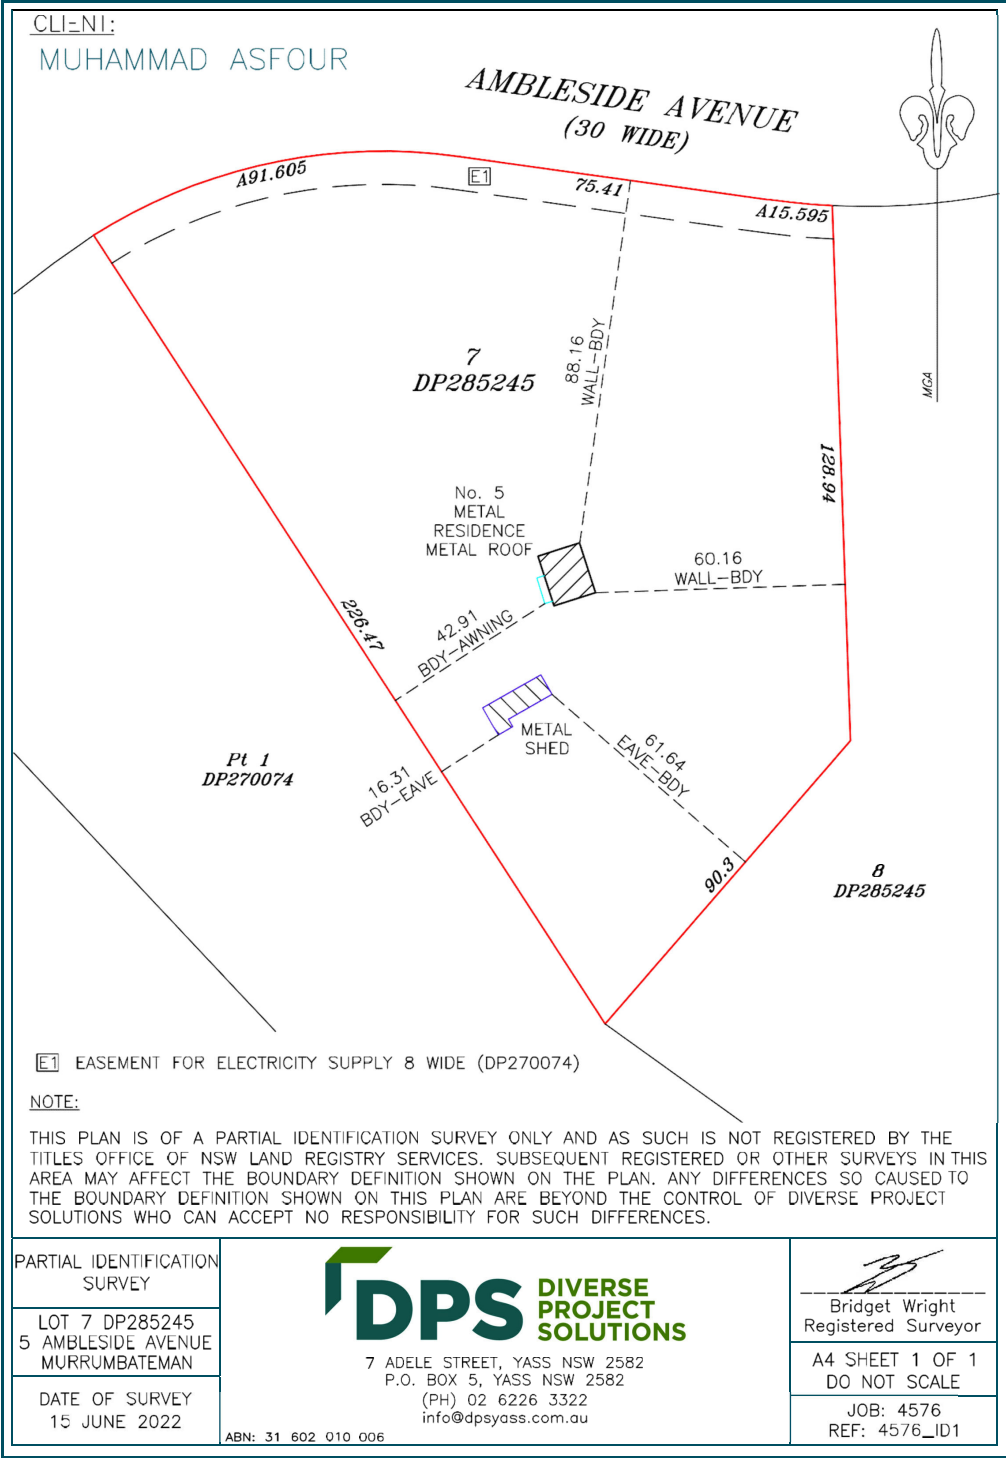 CLIENT:
MUHAMMAD ASFOUR
AMBLESIDE AVENUE
(30 WIDE)
A91.605
E1
75.41
A15.595
7
DP285245
88.16
WALL-BDY
MGA
128.94
No. 5
METAL
RESIDENCE
METAL ROOF
60.16
WALL-BDY
226.47
42.91
BDY-AWNING
METAL
SHED
61.64
EAVE-BDY
Pt 1
DP270074
16.31
BDY-EAVE
90.3
8
DP285245
E1 EASEMENT FOR ELECTRICITY SUPPLY 8 WIDE (DP270074)
NOTE:
THIS PLAN IS OF A PARTIAL IDENTIFICATION SURVEY ONLY AND AS SUCH IS NOT REGISTERED BY THE
TITLES OFFICE OF NSW LAND REGISTRY SERVICES. SUBSEQUENT REGISTERED OR OTHER SURVEYS IN THIS
AREA MAY AFFECT THE BOUNDARY DEFINITION SHOWN ON THE PLAN. ANY DIFFERENCES SO CAUSED TO
THE BOUNDARY DEFINITION SHOWN ON THIS PLAN ARE BEYOND THE CONTROL OF DIVERSE PROJECT
SOLUTIONS WHO CAN ACCEPT NO RESPONSIBILITY FOR SUCH DIFFERENCES.
PARTIAL IDENTIFICATION
SURVEY
LOT 7 DP285245
5 AMBLESIDE AVENUE
MURRUMBATEMAN
DATE OF SURVEY
15 JUNE 2022
DPS DIVERSE
PROJECT
SOLUTIONS
7 ADELE STREET, YASS NSW 2582
P.O. BOX 5, YASS NSW 2582
(PH) 02 6226 3322
info@dpsyass.com.au
ABN: 31 602 010 006
Bridget Wright
Registered Surveyor
A4 SHEET 1 OF 1
DO NOT SCALE
JOB: 4576
REF: 4576_ID1